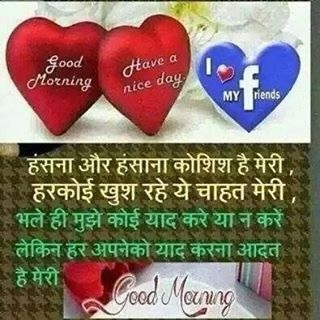 Good
Morning
Have a
nice day.
I
MY friends
हंसना और हंसाना कोशिश है मेरी ,
हरकोई खुश रहे ये चाहत मेरी ,
भले ही मुझे कोई याद करे या न करें
लेकिन हर अपनेको याद करना आदत
है मेरी
Good Morning